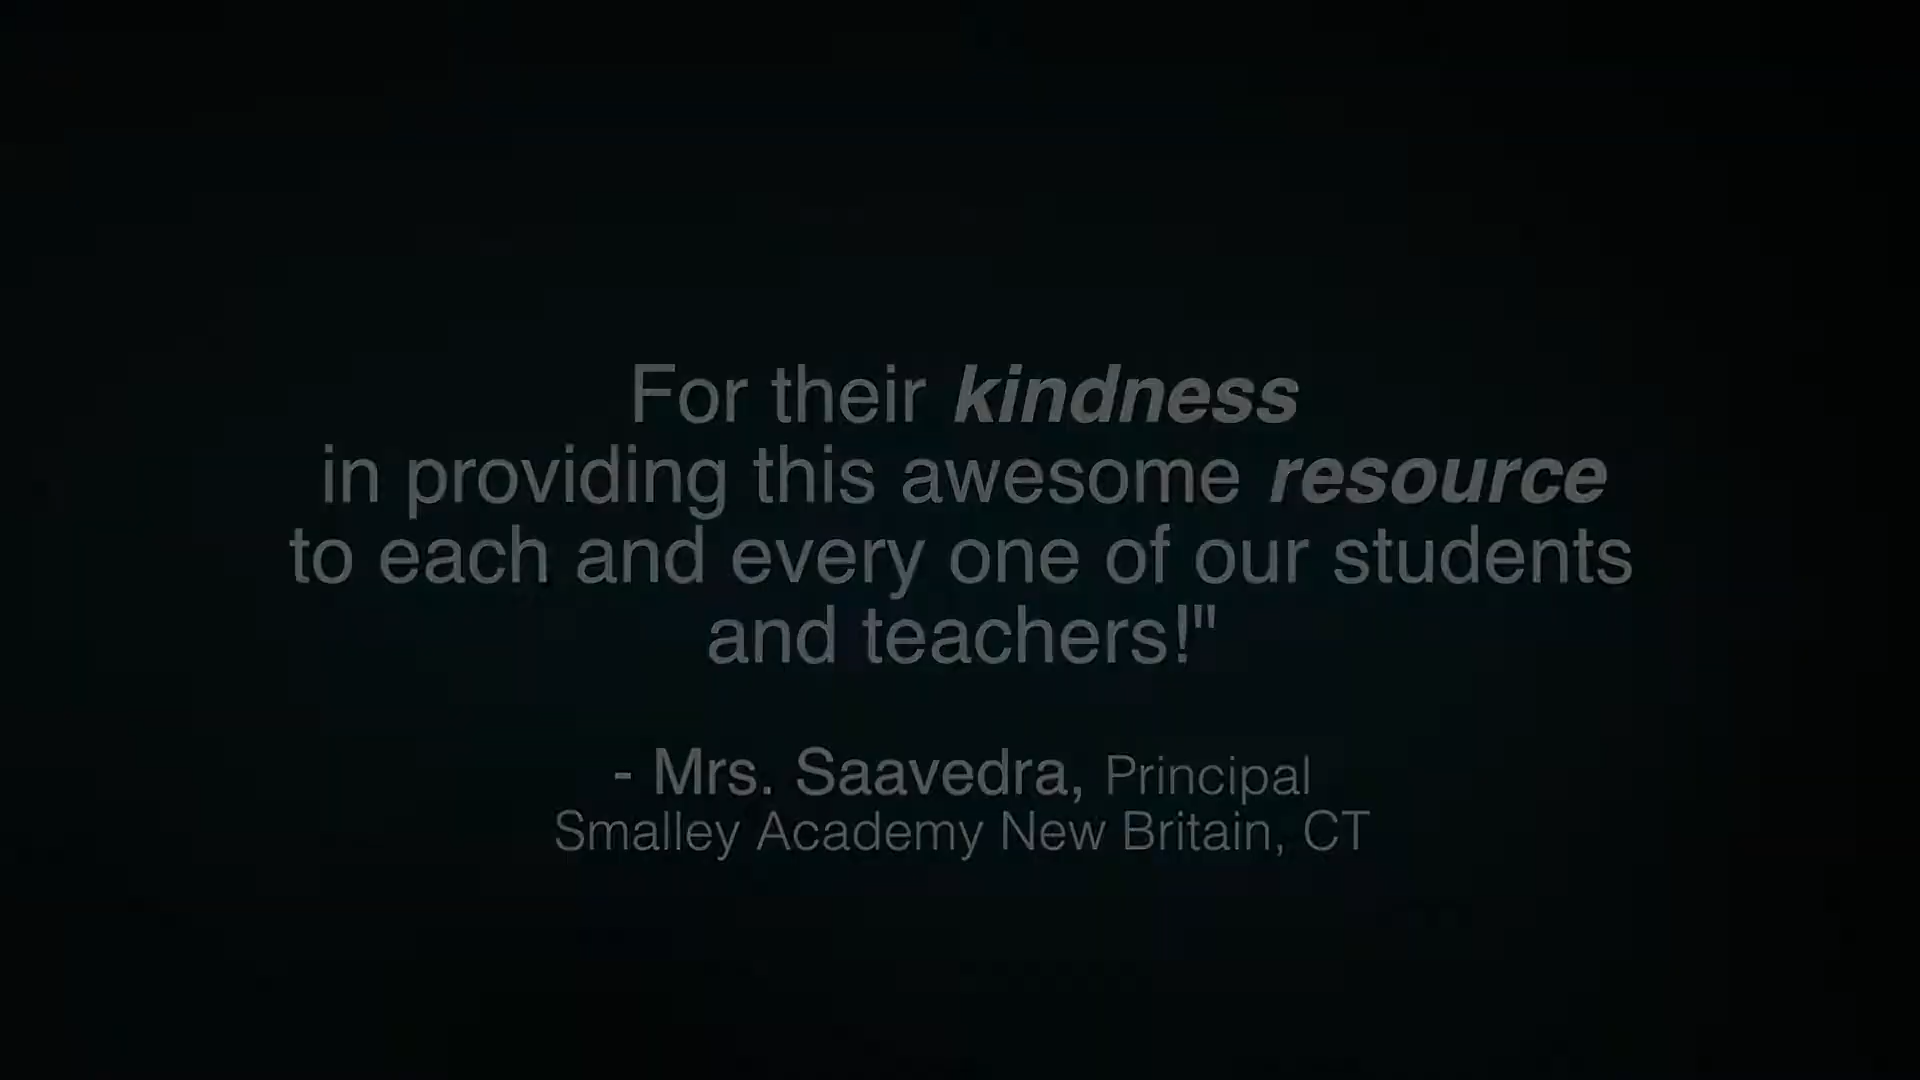 For their kindness
in providing this awesome resource
to each and every one of our students
and teachers!"
- Mrs. Saavedra, Principal
Smalley Academy New Britain, CT